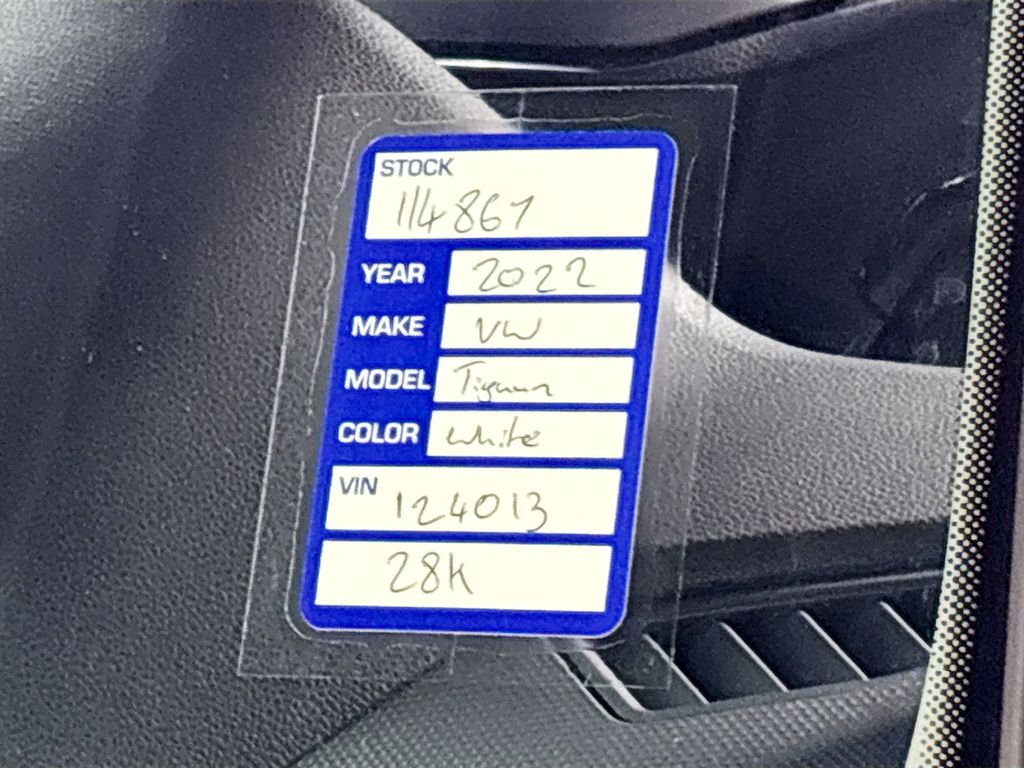 STOCK
114867
YEAR 2022
MAKE VW
MODEL Tiguan
COLOR white
VIN
124013
28K